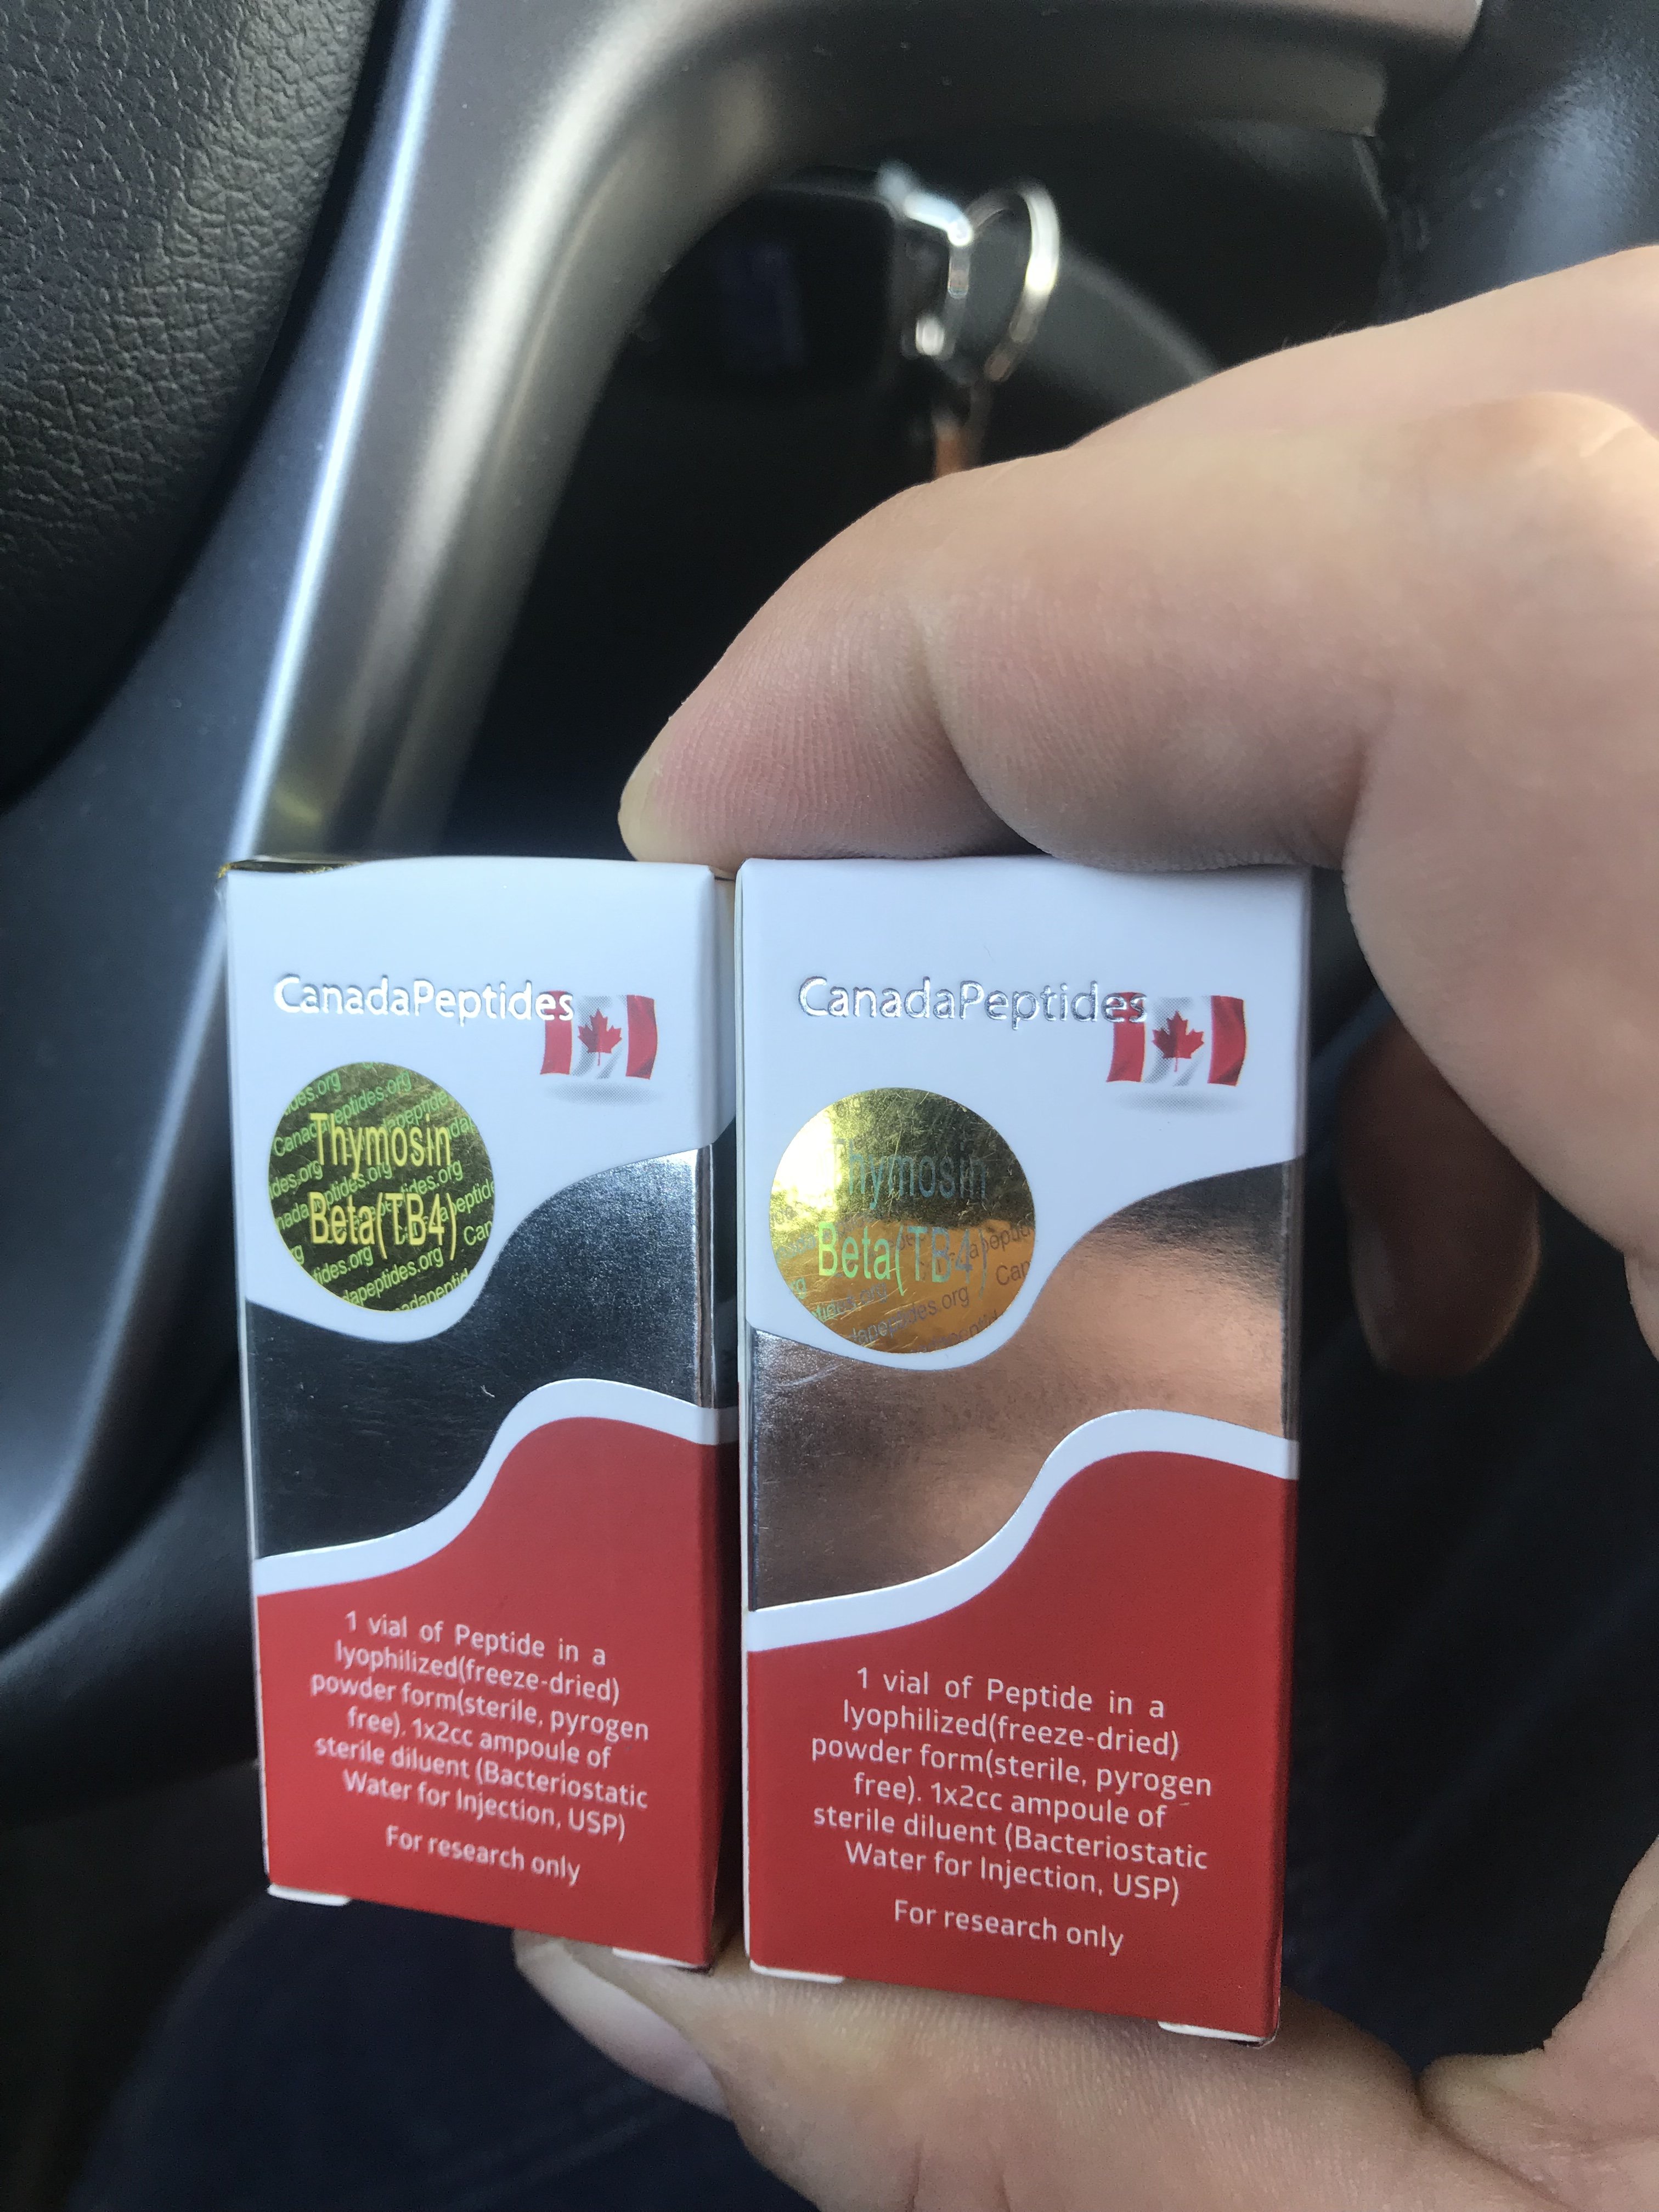 CanadaPeptides
Thymosin
Beta(TB4)
1 vial of Peptide in a
lyophilized(freeze-dried)
powder form(sterile, pyrogen
free). 1x2cc ampoule of
sterile diluent (Bacteriostatic
Water for Injection, USP)
For research only
CanadaPeptides
Thymosin
Beta(TB4)
1 vial of Peptide in a
lyophilized(freeze-dried)
powder form(sterile, pyrogen
free). 1x2cc ampoule of
sterile diluent (Bacteriostatic
Water for Injection, USP)
For research only